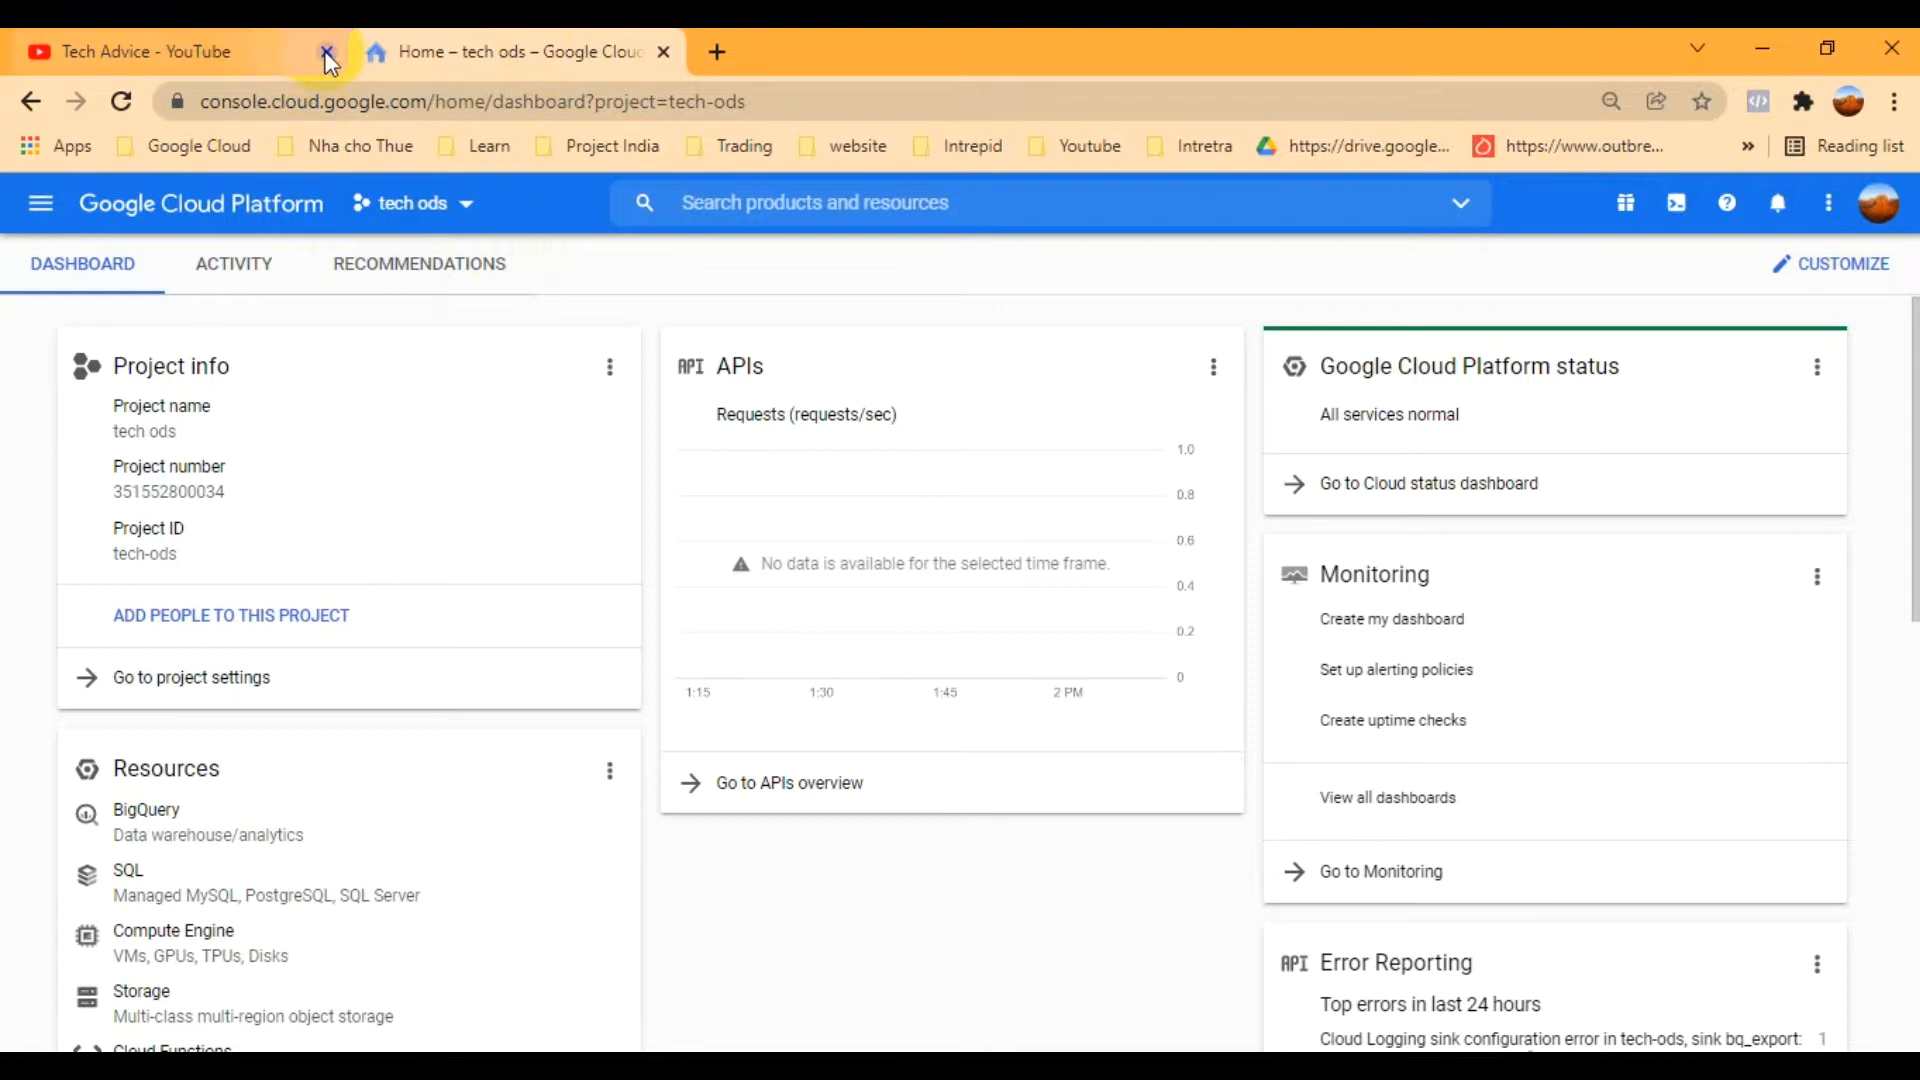 Tech Advice - YouTube
Home – tech ods – Google Clou
console.cloud.google.com/home/dashboard?project=tech-ods
Apps
Google Cloud
Nha cho Thue
Learn
Project India
Trading
website
Intrepid
Youtube
Intretra
https://drive.google...
https://www.outbre...
»
Reading list
Google Cloud Platform
tech ods
Search products and resources
DASHBOARD
ACTIVITY
RECOMMENDATIONS
CUSTOMIZE
Project info
Project name
tech ods
Project number
351552800034
Project ID
tech-ods
ADD PEOPLE TO THIS PROJECT
Go to project settings
Resources
BigQuery
Data warehouse/analytics
SQL
Managed MySQL, PostgreSQL, SQL Server
Compute Engine
VMs, GPUs, TPUs, Disks
Storage
Multi-class multi-region object storage
Cloud Functions
API APIs
Requests (requests/sec)
1.0
0.8
0.6
No data is available for the selected time frame.
0.4
0.2
0
1:15
1:30
1:45
2 PM
Go to APIs overview
Google Cloud Platform status
All services normal
Go to Cloud status dashboard
Monitoring
Create my dashboard
Set up alerting policies
Create uptime checks
View all dashboards
Go to Monitoring
API Error Reporting
Top errors in last 24 hours
Cloud Logging sink configuration error in tech-ods, sink bq_export: 1